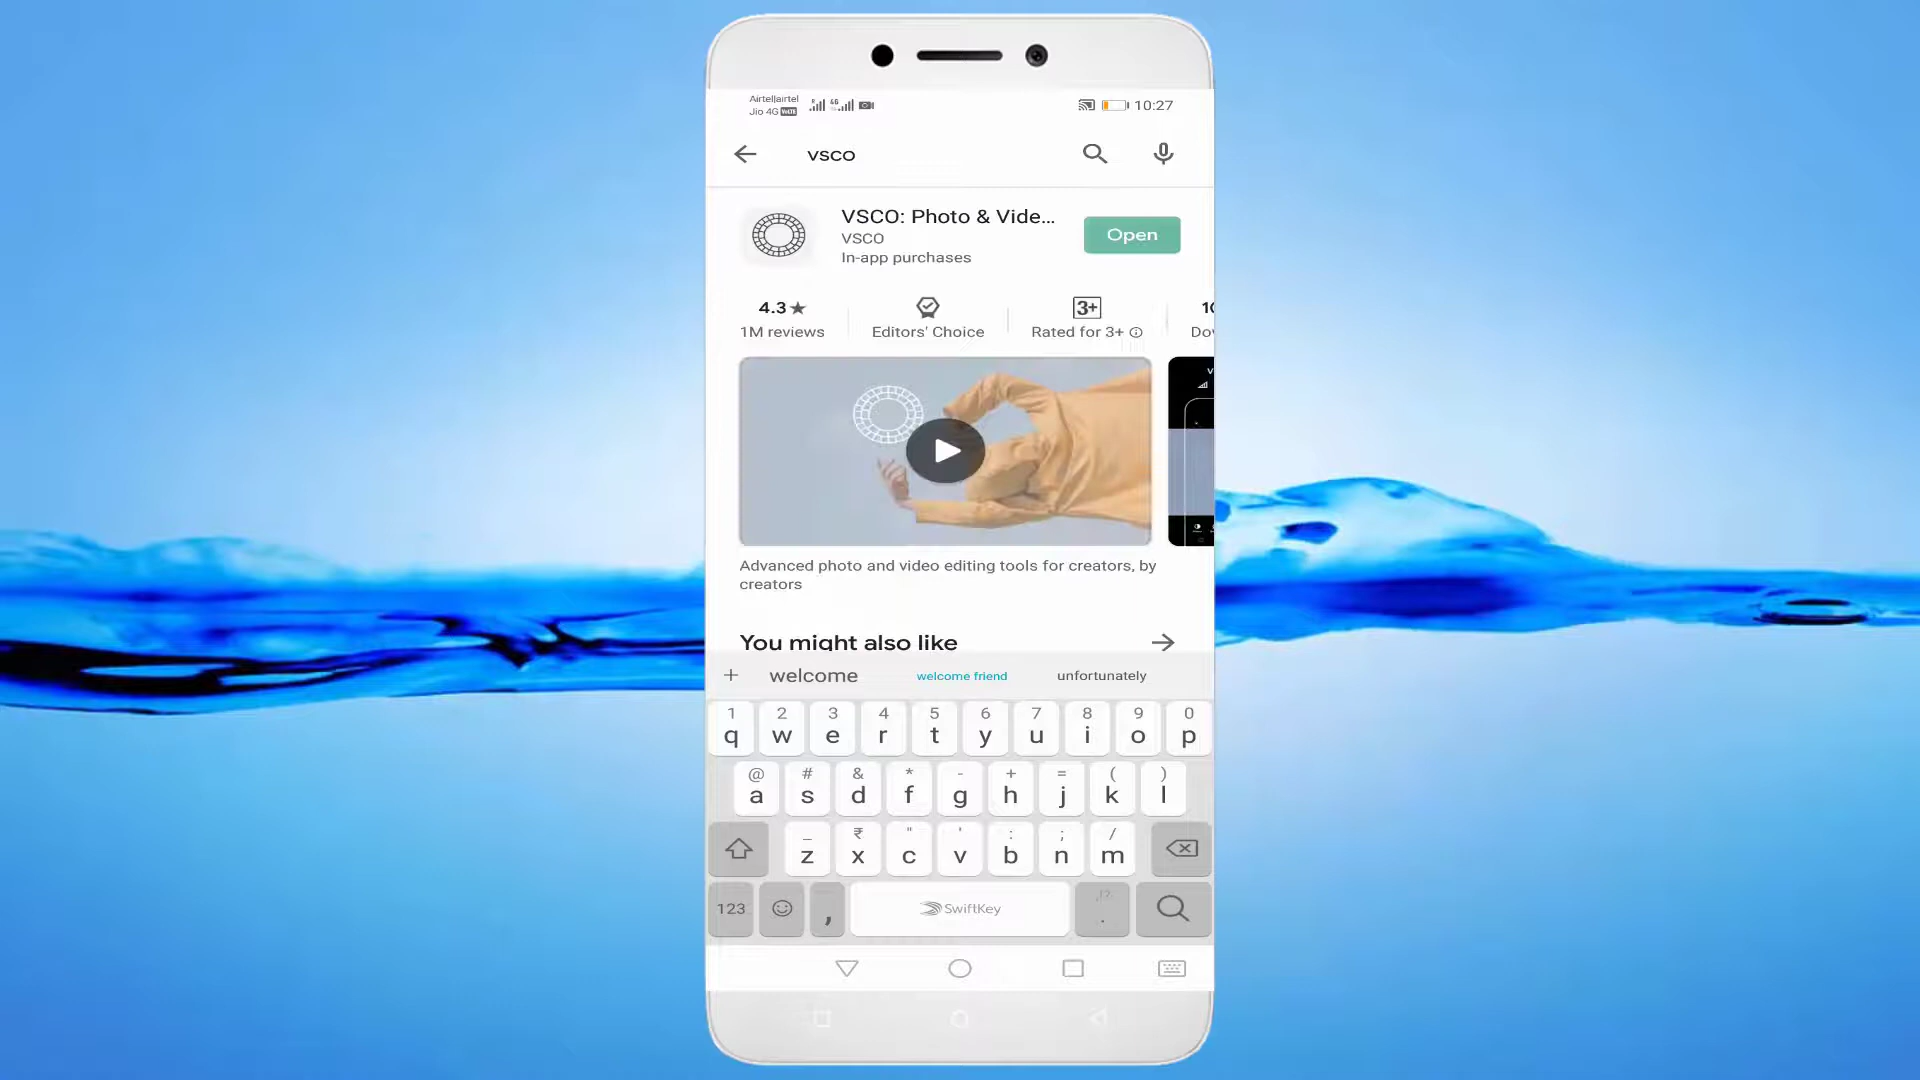 Airtel|airtel
Jio 4G VoLTE
R
4G
10:27
VSCO
VSCO: Photo & Vide...
Open
VSCO
In-app purchases
4.3★
3+
1M reviews
Editors' Choice
Rated for 3+
Advanced photo and video editing tools for creators, by
creators
You might also like
+ welcome welcome friend unfortunately
1 2 3 4 5 6 7 8 9 0
q w e r t y u i o p
@ # & * - + = ( )
a s d f g h j k l
_ ₹ " ' : ; /
z x c v b n m
,!?
123 , SwiftKey .